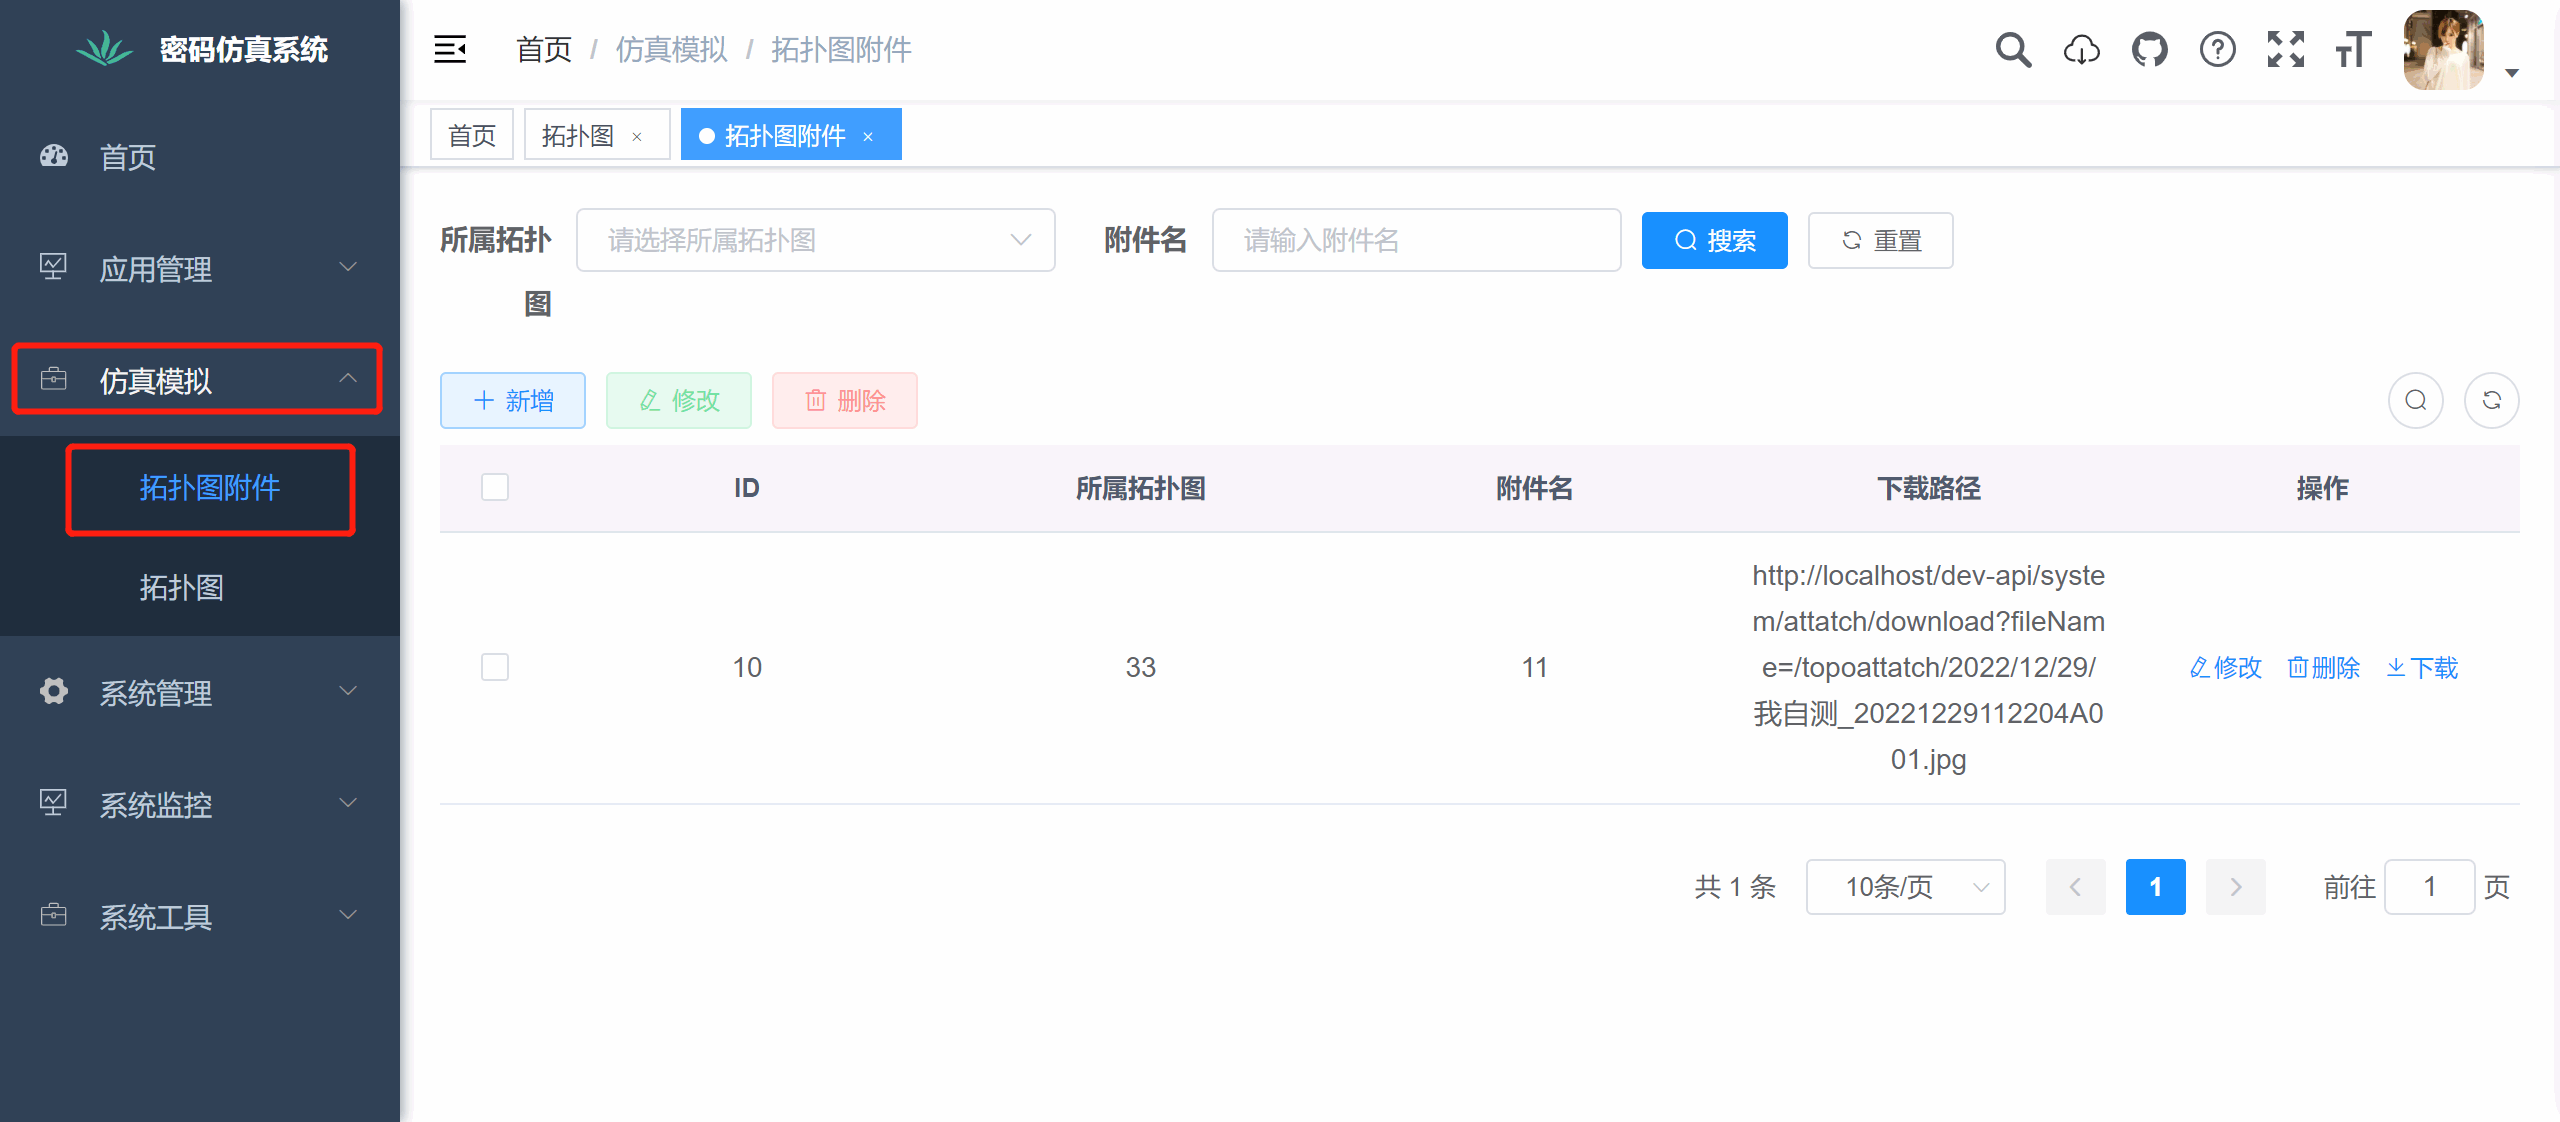 密码仿真系统
首页
应用管理
仿真模拟
拓扑图附件
拓扑图
系统管理
系统监控
系统工具
首页 / 仿真模拟 / 拓扑图附件
首页 拓扑图 × 拓扑图附件 ×
所属拓扑图 请选择所属拓扑图 附件名 请输入附件名 搜索 重置
新增 修改 删除
ID 所属拓扑图 附件名 下载路径 操作
10 33 11
http://localhost/dev-api/syste
m/attatch/download?fileNam
e=/topoattatch/2022/12/29/
我自测_20221229112204A0
01.jpg
修改 删除 下载
共 1 条 10条/页 1 前往 1 页